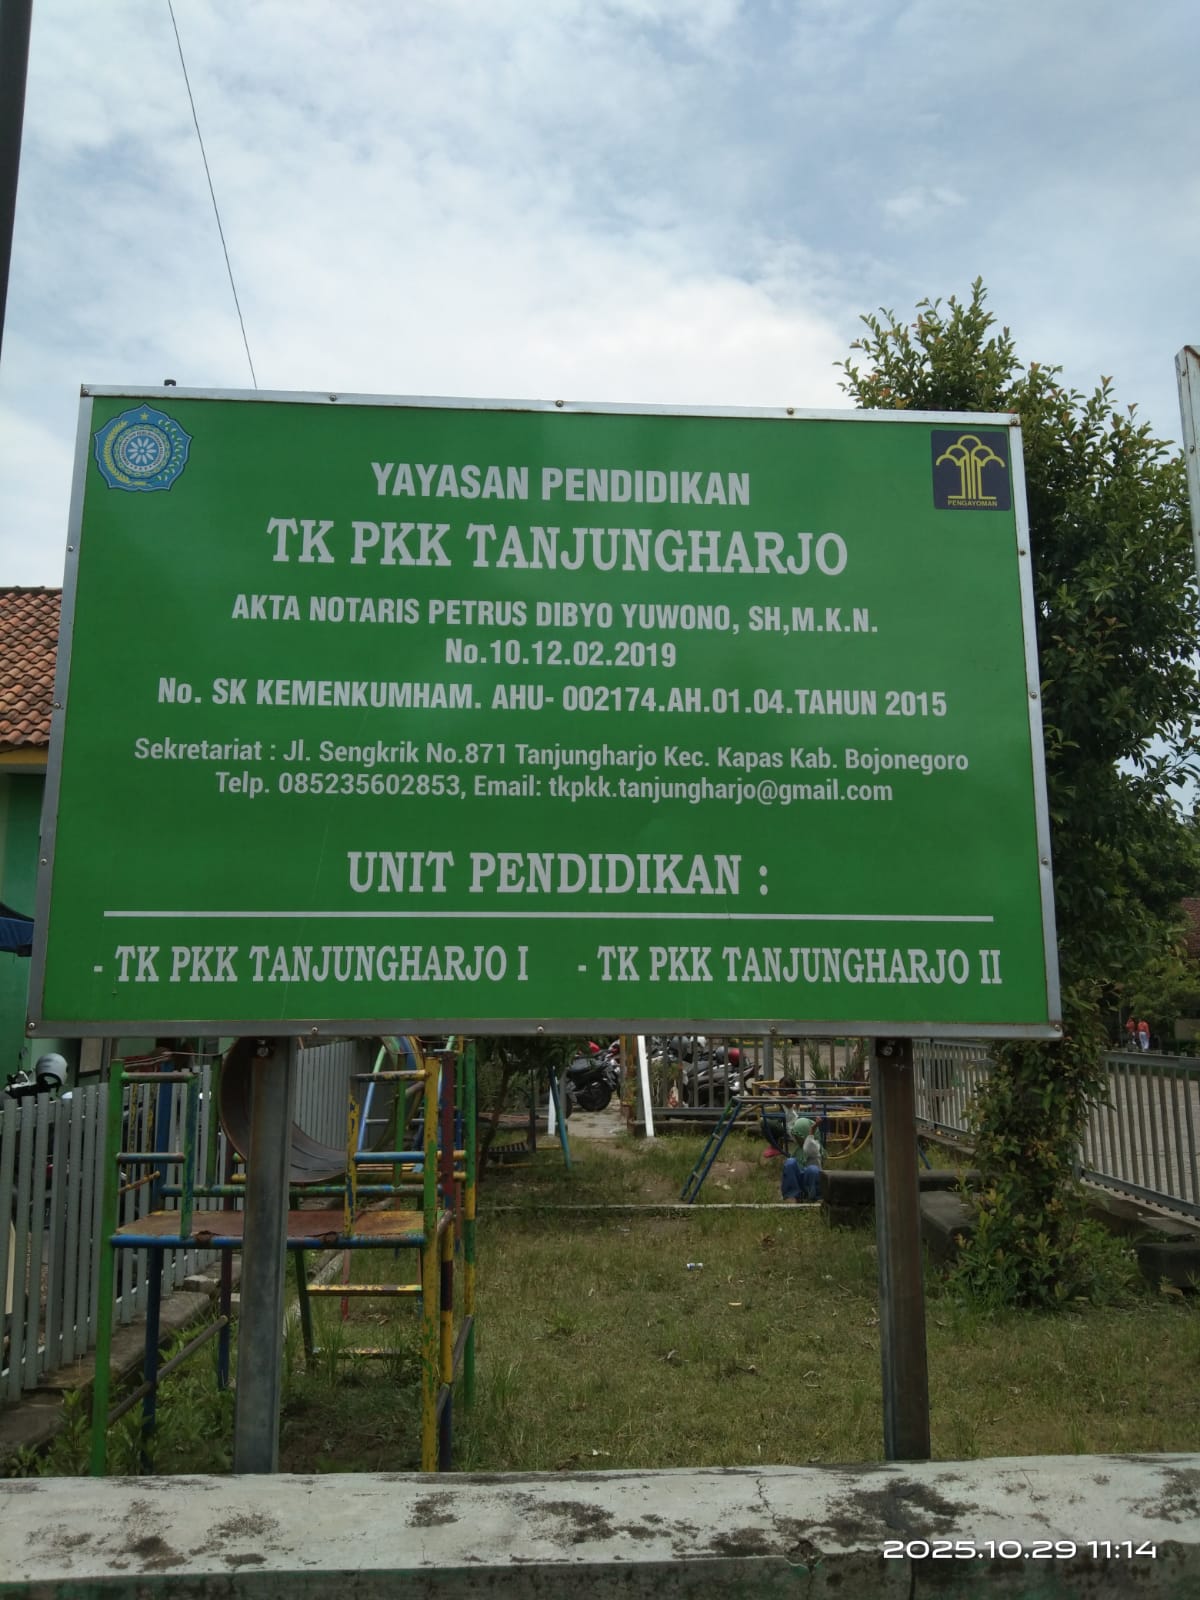 YAYASAN PENDIDIKAN
PENGAYOMAN
TK PKK TANJUNGHARJO
AKTA NOTARIS PETRUS DIBYO YUWONO, SH,M.K.N.
No.10.12.02.2019
No. SK KEMENKUMHAM. AHU- 002174.AH.01.04.TAHUN 2015
Sekretariat : Jl. Sengkrik No.871 Tanjungharjo Kec. Kapas Kab. Bojonegoro
Telp. 085235602853, Email: tkpkk.tanjungharjo@gmail.com
UNIT PENDIDIKAN :
- TK PKK TANJUNGHARJO I - TK PKK TANJUNGHARJO II
2025.10.29 11:14